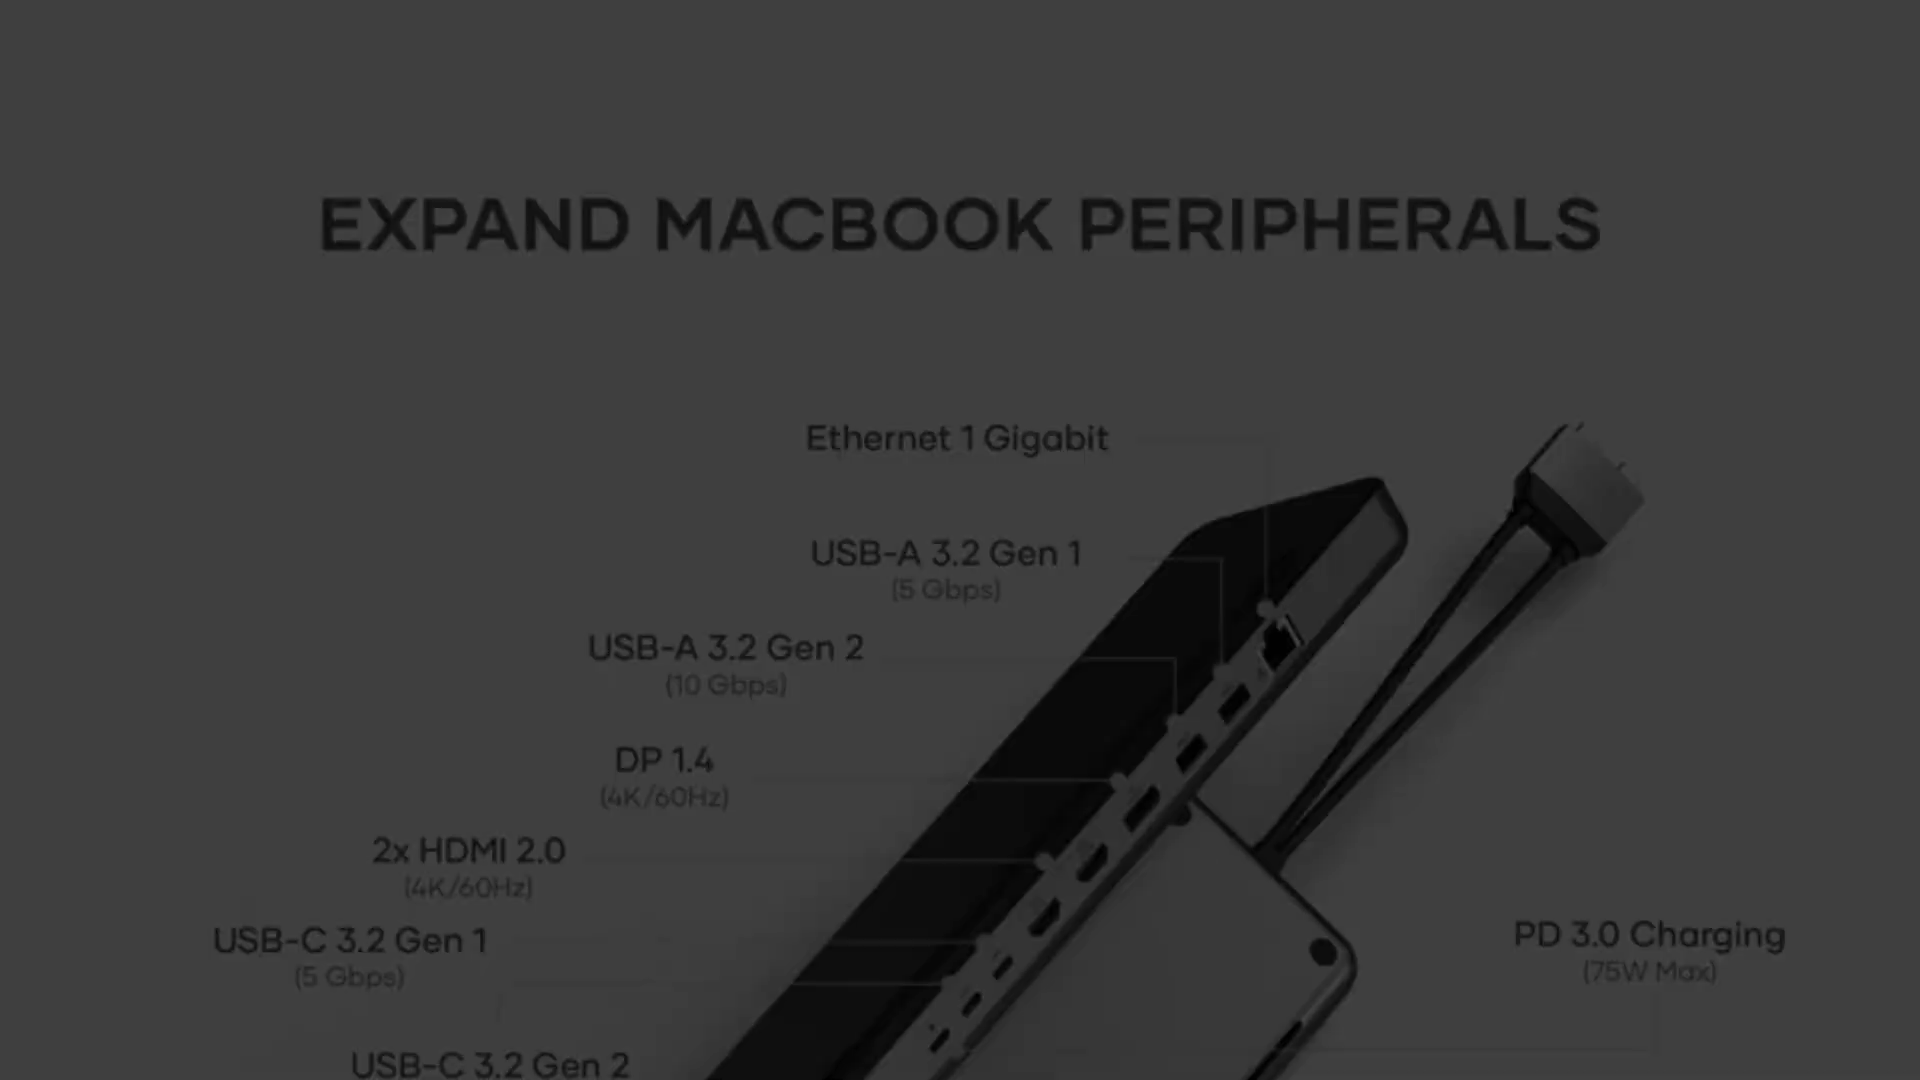 EXPAND MACBOOK PERIPHERALS
Ethernet 1 Gigabit
USB-A 3.2 Gen 1
(5 Gbps)
USB-A 3.2 Gen 2
(10 Gbps)
DP 1.4
(4K/60Hz)
2x HDMI 2.0
(4K/60Hz)
USB-C 3.2 Gen 1
(5 Gbps)
PD 3.0 Charging
(75W Max)
USB-C 3.2 Gen 2